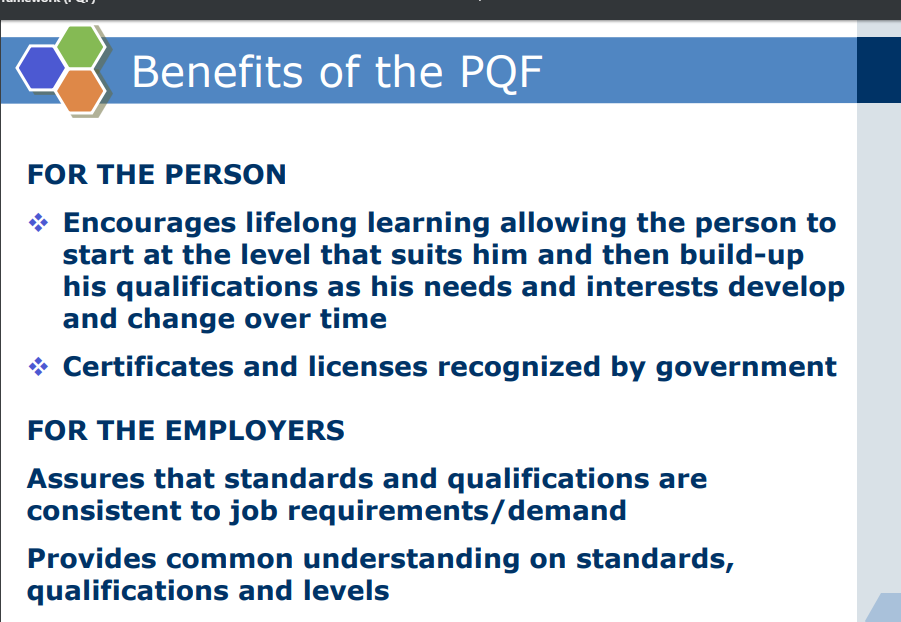 Benefits of the PQF
FOR THE PERSON
Encourages lifelong learning allowing the person to
start at the level that suits him and then build-up
his qualifications as his needs and interests develop
and change over time
Certificates and licenses recognized by government
FOR THE EMPLOYERS
Assures that standards and qualifications are
consistent to job requirements/demand
Provides common understanding on standards,
qualifications and levels